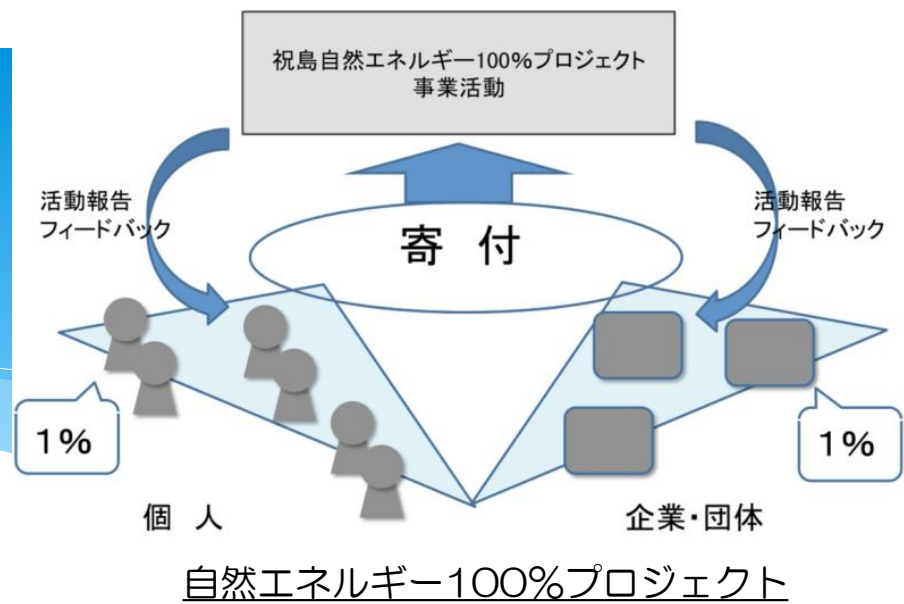 祝島自然エネルギー100%プロジェクト
事業活動
活動報告
フィードバック
活動報告
フィードバック
寄 付
1%
1%
個 人
企業・団体
自然エネルギー100%プロジェクト